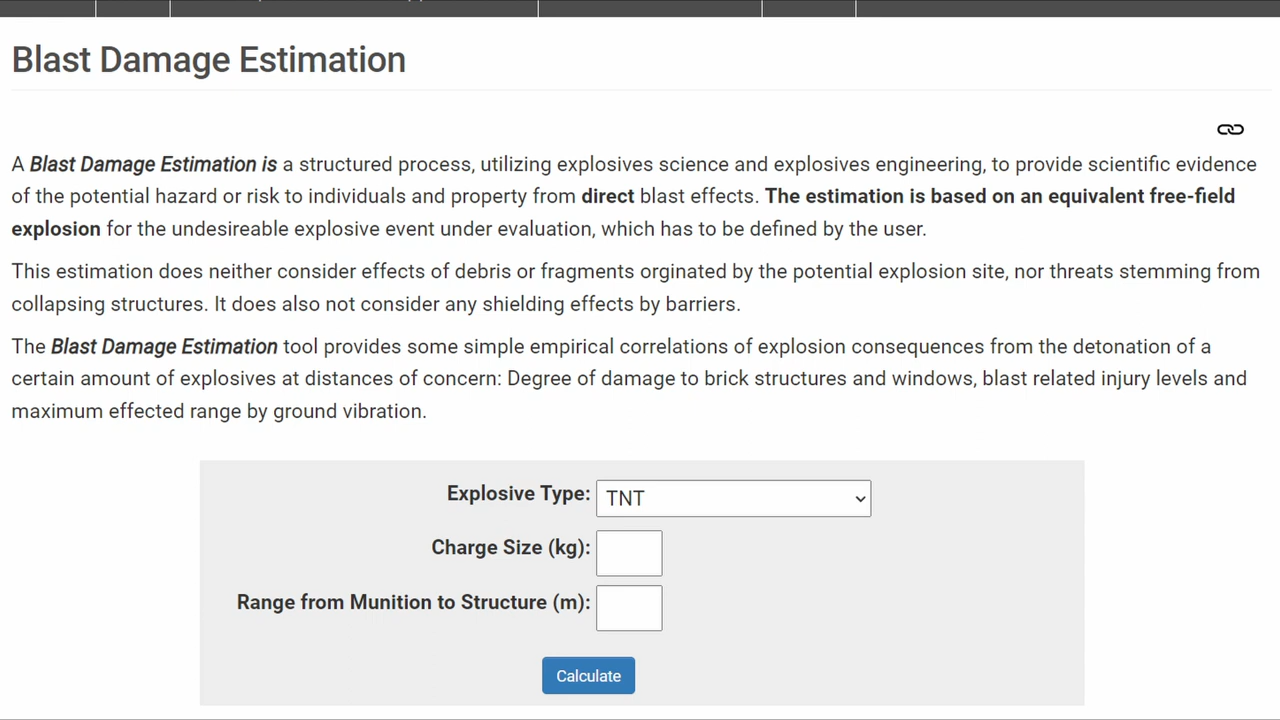 Blast Damage Estimation
A Blast Damage Estimation is a structured process, utilizing explosives science and explosives engineering, to provide scientific evidence
of the potential hazard or risk to individuals and property from direct blast effects. The estimation is based on an equivalent free-field
explosion for the undesireable explosive event under evaluation, which has to be defined by the user.
This estimation does neither consider effects of debris or fragments orginated by the potential explosion site, nor threats stemming from
collapsing structures. It does also not consider any shielding effects by barriers.
The Blast Damage Estimation tool provides some simple empirical correlations of explosion consequences from the detonation of a
certain amount of explosives at distances of concern: Degree of damage to brick structures and windows, blast related injury levels and
maximum effected range by ground vibration.
Explosive Type: TNT
Charge Size (kg):
Range from Munition to Structure (m):
Calculate